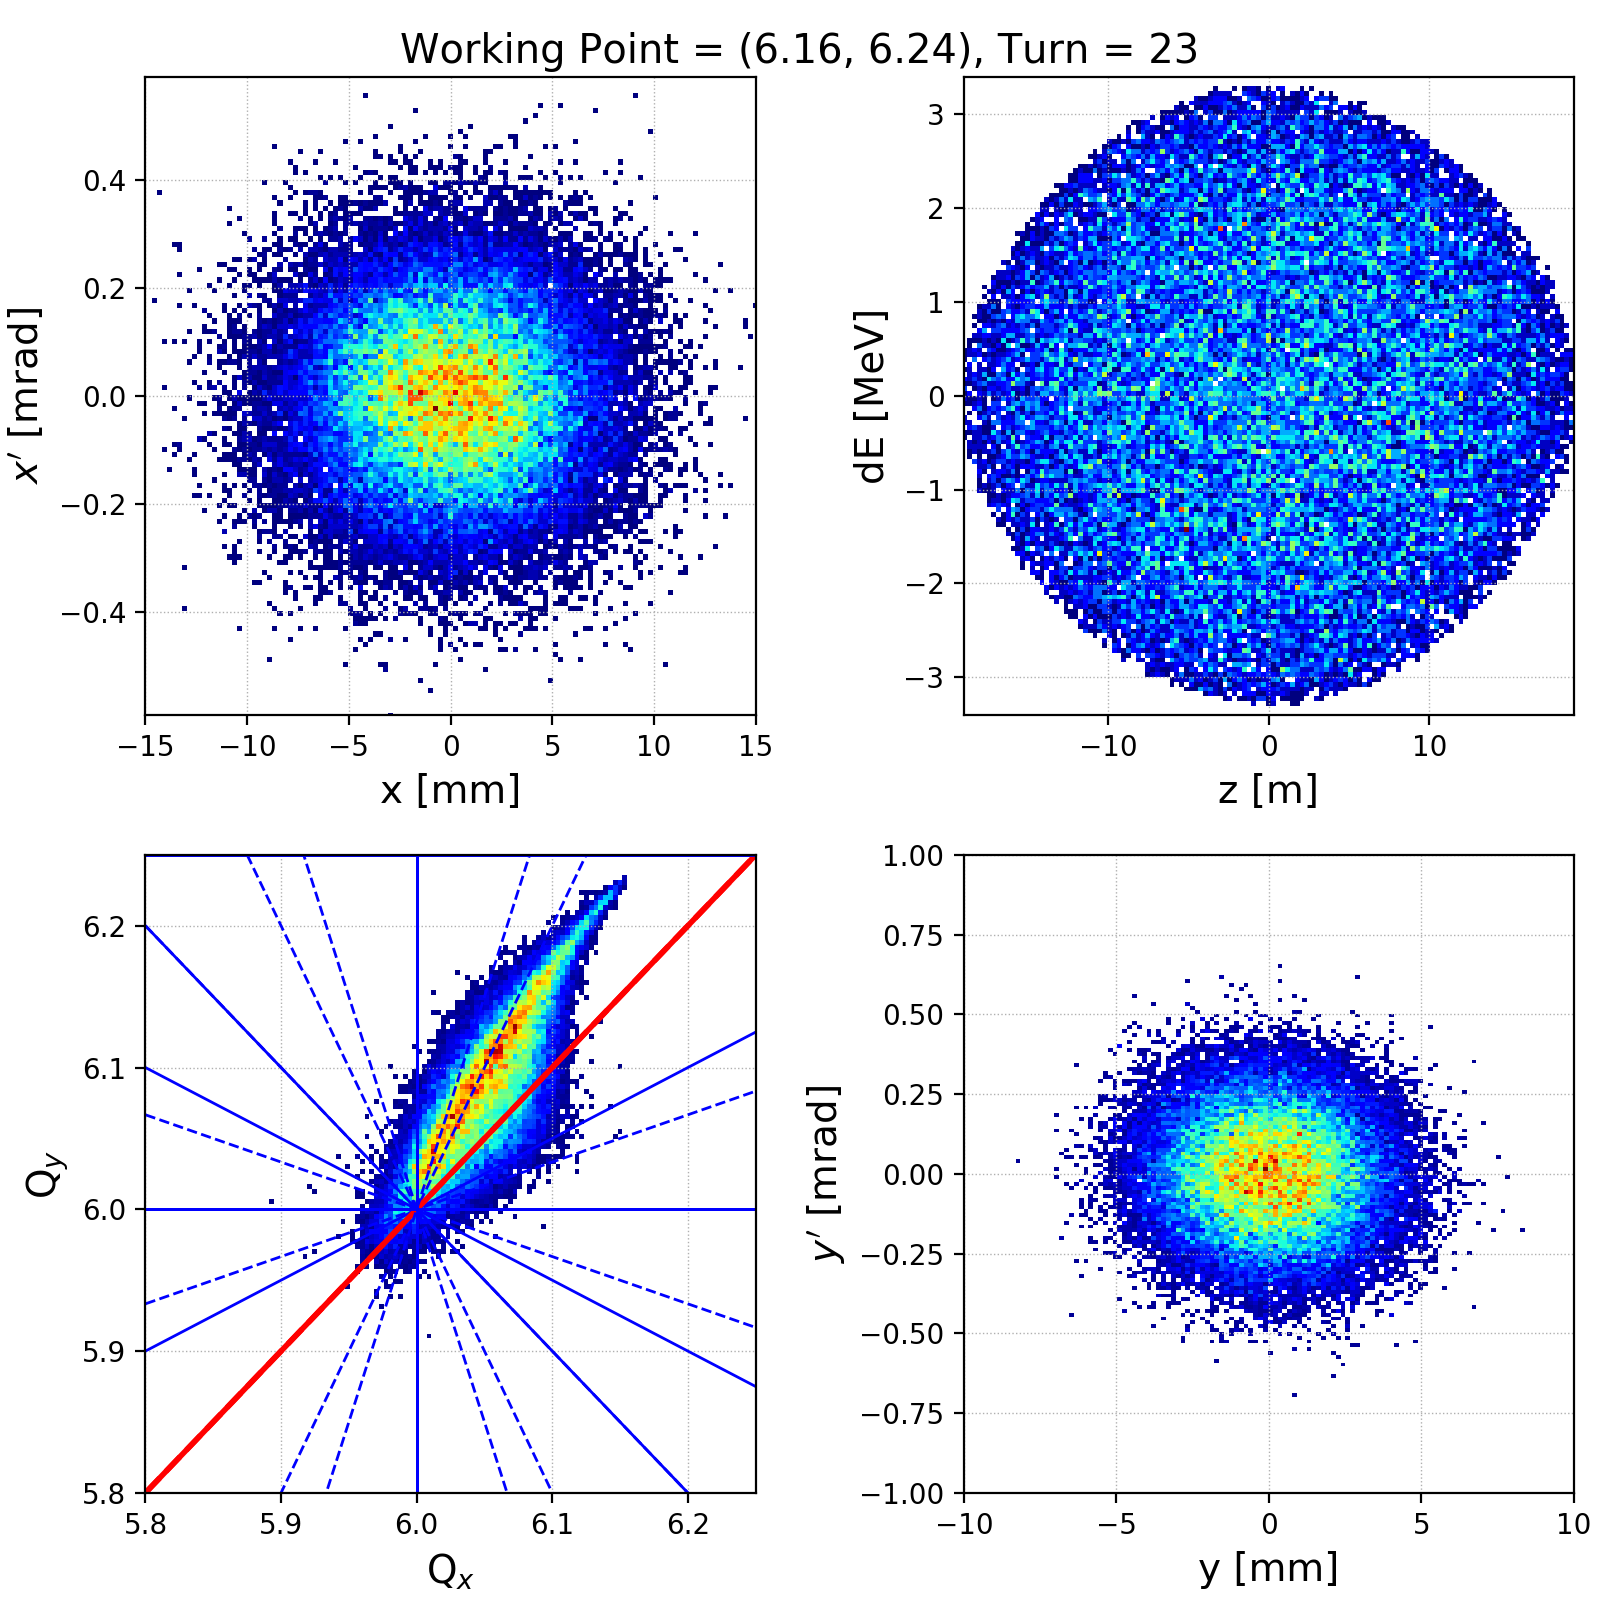 Working Point = (6.16, 6.24), Turn = 23
0.4
0.2
0.0
−0.2
−0.4
x′ [mrad]
−15 −10 −5 0 5 10 15
x [mm]
3
2
1
0
−1
−2
−3
dE [MeV]
−10 0 10
z [m]
6.2
6.1
6.0
5.9
5.8
Qy
5.8 5.9 6.0 6.1 6.2
Qx
1.00
0.75
0.50
0.25
0.00
−0.25
−0.50
−0.75
−1.00
y′ [mrad]
−10 −5 0 5 10
y [mm]